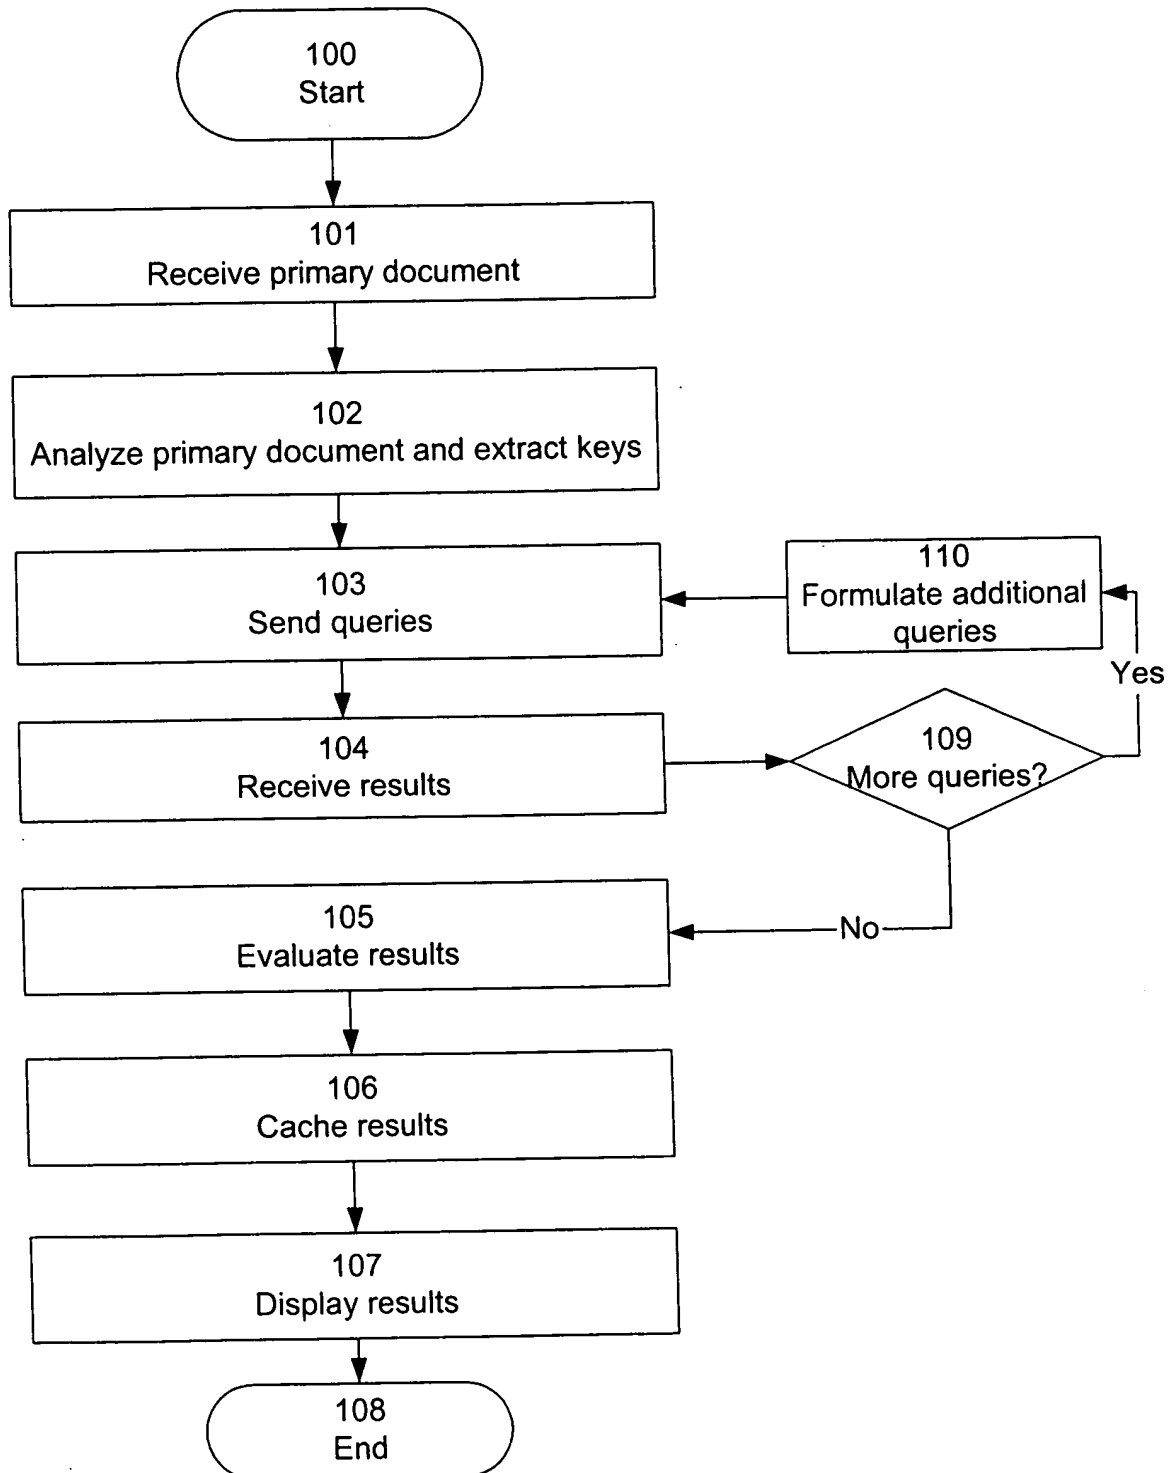 100
Start
101
Receive primary document
102
Analyze primary document and extract keys
103
Send queries
110
Formulate additional
queries
Yes
104
Receive results
109
More queries?
No
105
Evaluate results
106
Cache results
107
Display results
108
End